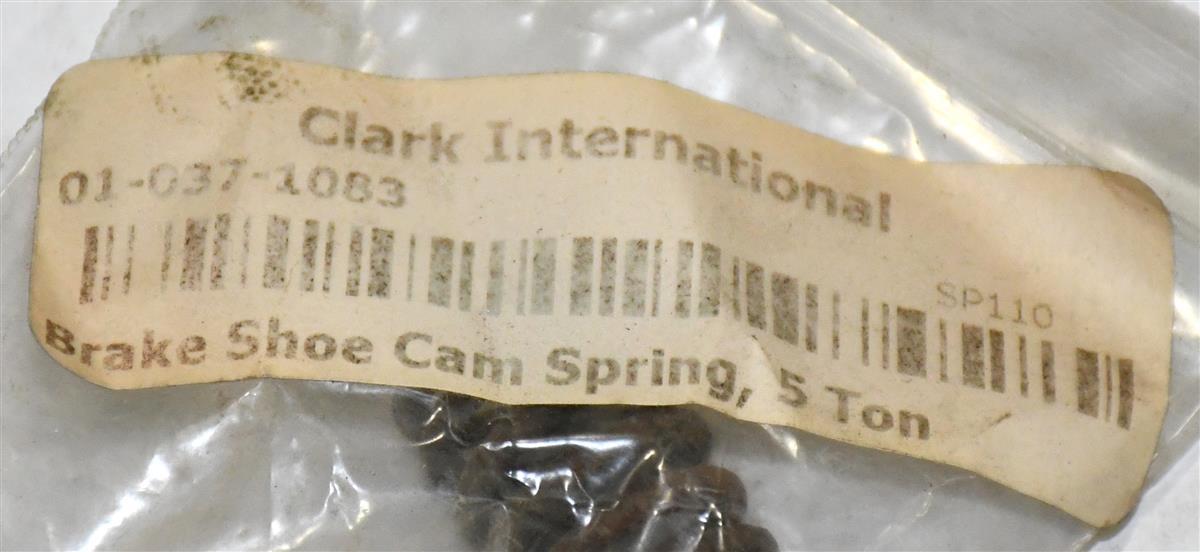 Clark International
01-037-1083
SP110
Brake Shoe Cam Spring, 5 Ton